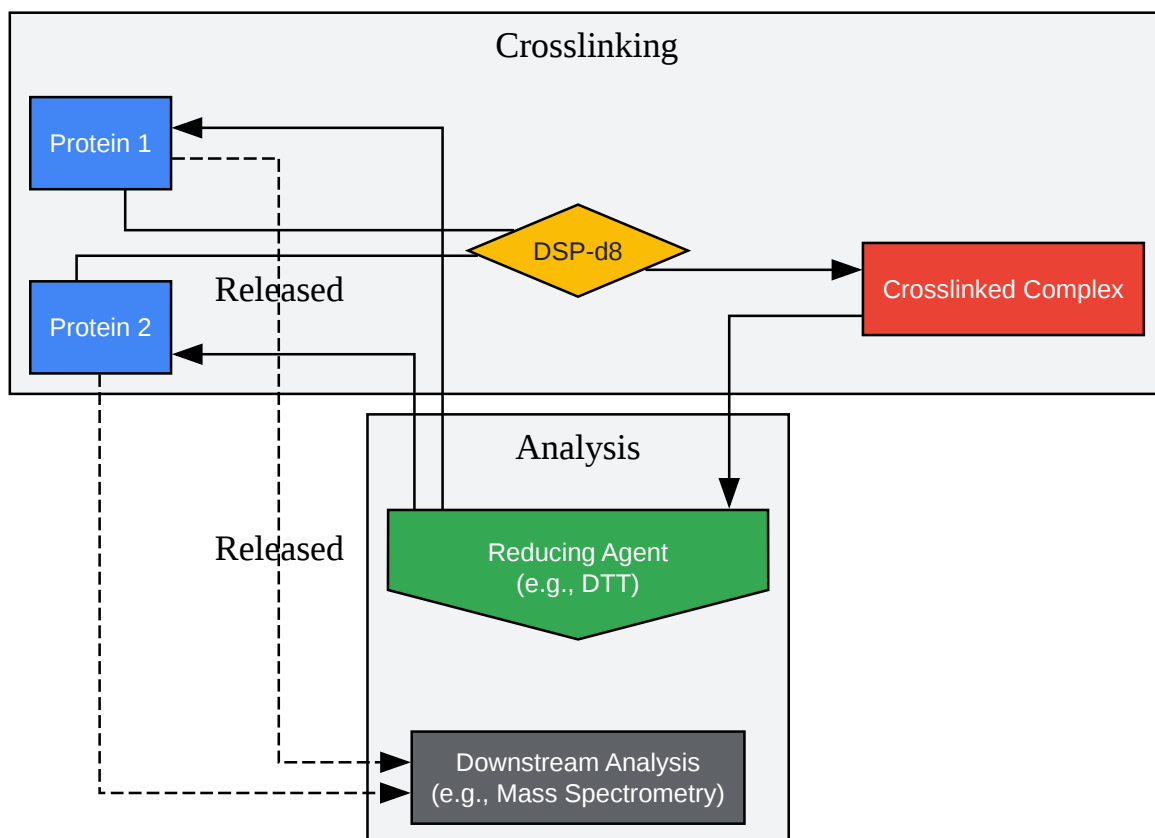 Crosslinking
Protein 1
DSP-d8
Crosslinked Complex
Released
Protein 2
Analysis
Released
Reducing Agent
(e.g., DTT)
Downstream Analysis
(e.g., Mass Spectrometry)